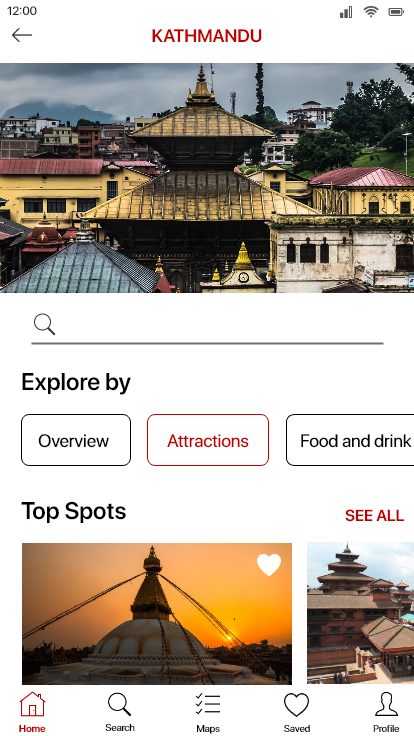 12:00
KATHMANDU
Explore by
Overview
Attractions
Food and drink
Top Spots
SEE ALL
Home
Search
Maps
Saved
Profile